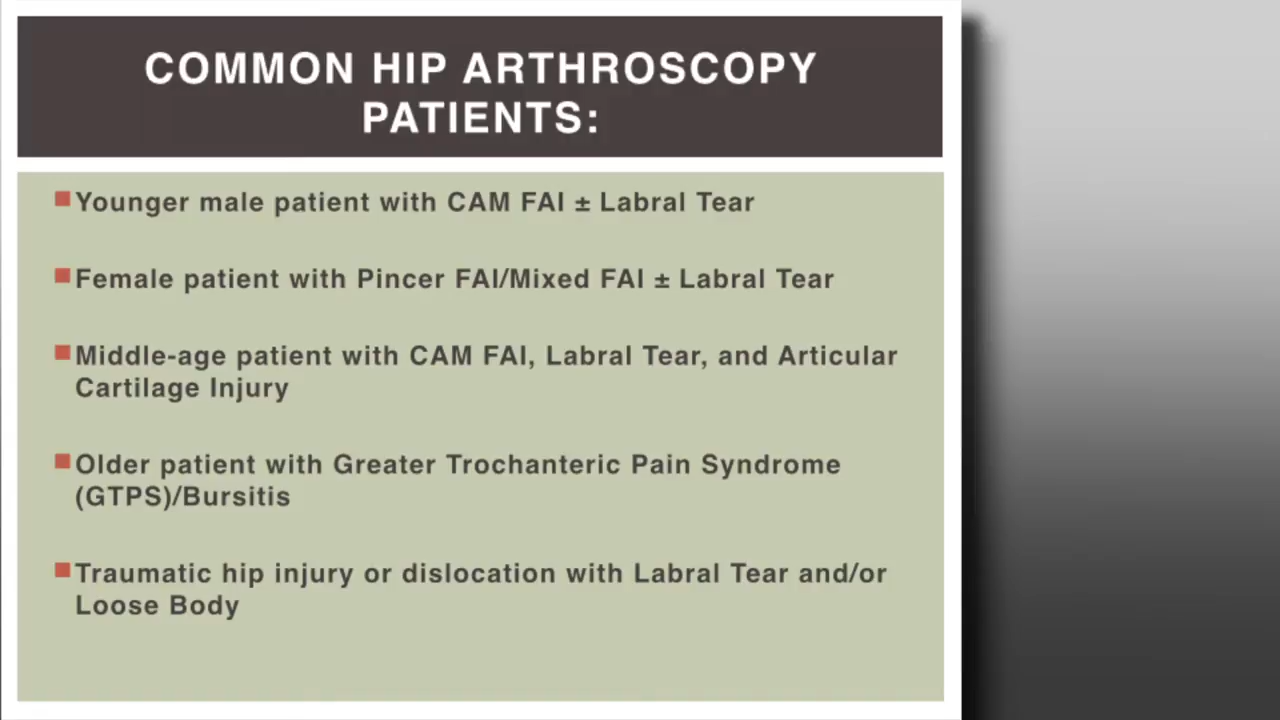 COMMON HIP ARTHROSCOPY
PATIENTS:
Younger male patient with CAM FAI ± Labral Tear
Female patient with Pincer FAI/Mixed FAI ± Labral Tear
Middle-age patient with CAM FAI, Labral Tear, and Articular
Cartilage Injury
Older patient with Greater Trochanteric Pain Syndrome
(GTPS)/Bursitis
Traumatic hip injury or dislocation with Labral Tear and/or
Loose Body